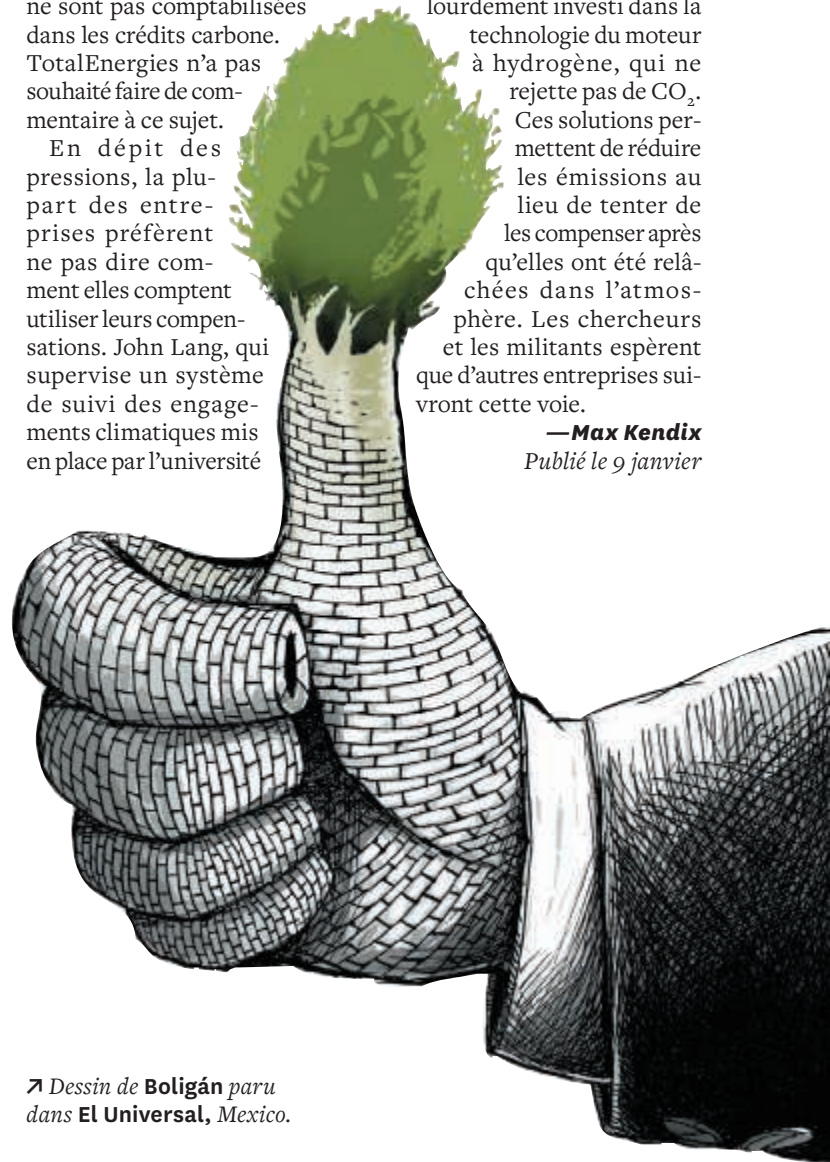 ne sont pas comptabilisées
dans les crédits carbone.
TotalEnergies n’a pas
souhaité faire de com-
mentaire à ce sujet.
En dépit des
pressions, la plu-
part des entre-
prises préfèrent
ne pas dire com-
ment elles comptent
utiliser leurs compen-
sations. John Lang, qui
supervise un système
de suivi des engage-
ments climatiques mis
en place par l’université
lourdement investi dans la
technologie du moteur
à hydrogène, qui ne
rejette pas de CO₂.
Ces solutions per-
mettent de réduire
les émissions au
lieu de tenter de
les compenser après
qu’elles ont été relâ-
chées dans l’atmos-
phère. Les chercheurs
et les militants espèrent
que d’autres entreprises sui-
vront cette voie.
—Max Kendix
Publié le 9 janvier
↗ Dessin de Boligán paru
dans El Universal, Mexico.